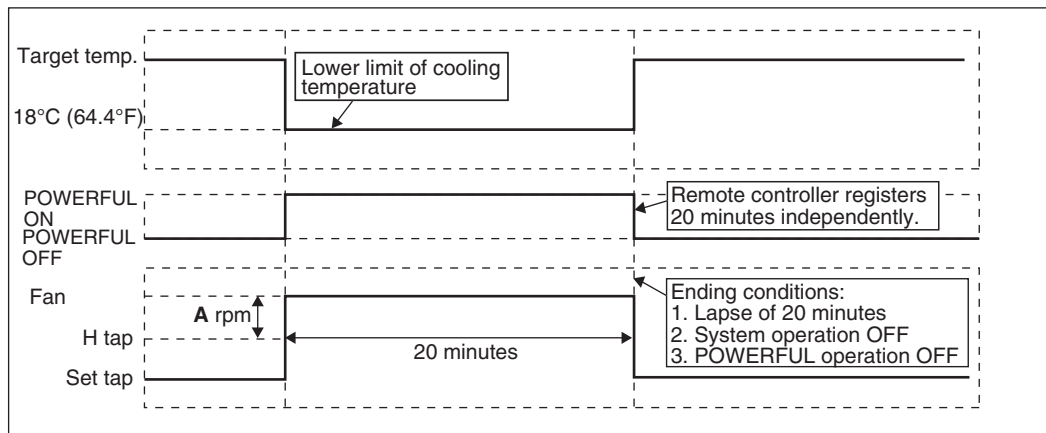 Target temp.
Lower limit of cooling
temperature
18°C (64.4°F)
POWERFUL
ON
POWERFUL
OFF
Remote controller registers
20 minutes independently.
Fan
A rpm
H tap
20 minutes
Set tap
Ending conditions:
1. Lapse of 20 minutes
2. System operation OFF
3. POWERFUL operation OFF